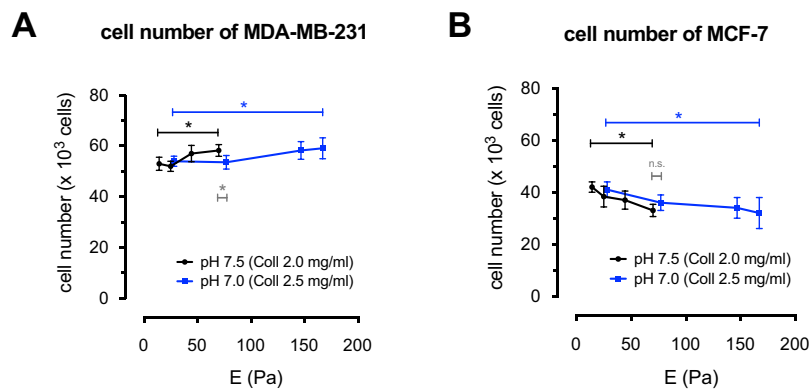 A
cell number of MDA-MB-231
cell number (x 10³ cells)
80
60
40
20
0
*
*
*
pH 7.5 (Coll 2.0 mg/ml)
pH 7.0 (Coll 2.5 mg/ml)
0 50 100 150 200
E (Pa)
B
cell number of MCF-7
cell number (x 10³ cells)
80
60
40
20
0
*
*
n.s.
pH 7.5 (Coll 2.0 mg/ml)
pH 7.0 (Coll 2.5 mg/ml)
0 50 100 150 200
E (Pa)